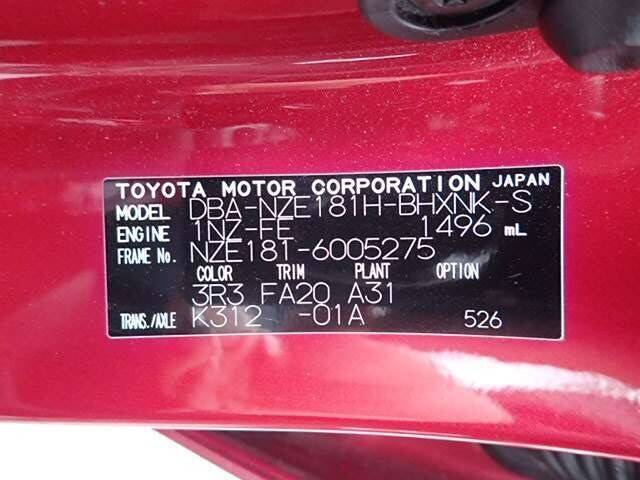 TOYOTA MOTOR CORPORATION JAPAN
MODEL DBA-NZE181H-BHXNK-S
ENGINE 1NZ-FE 1496 mL
FRAME No. NZE181-6005275
COLOR TRIM PLANT OPTION
3R3 FA20 A31
TRANS./AXLE K312 -01A 526